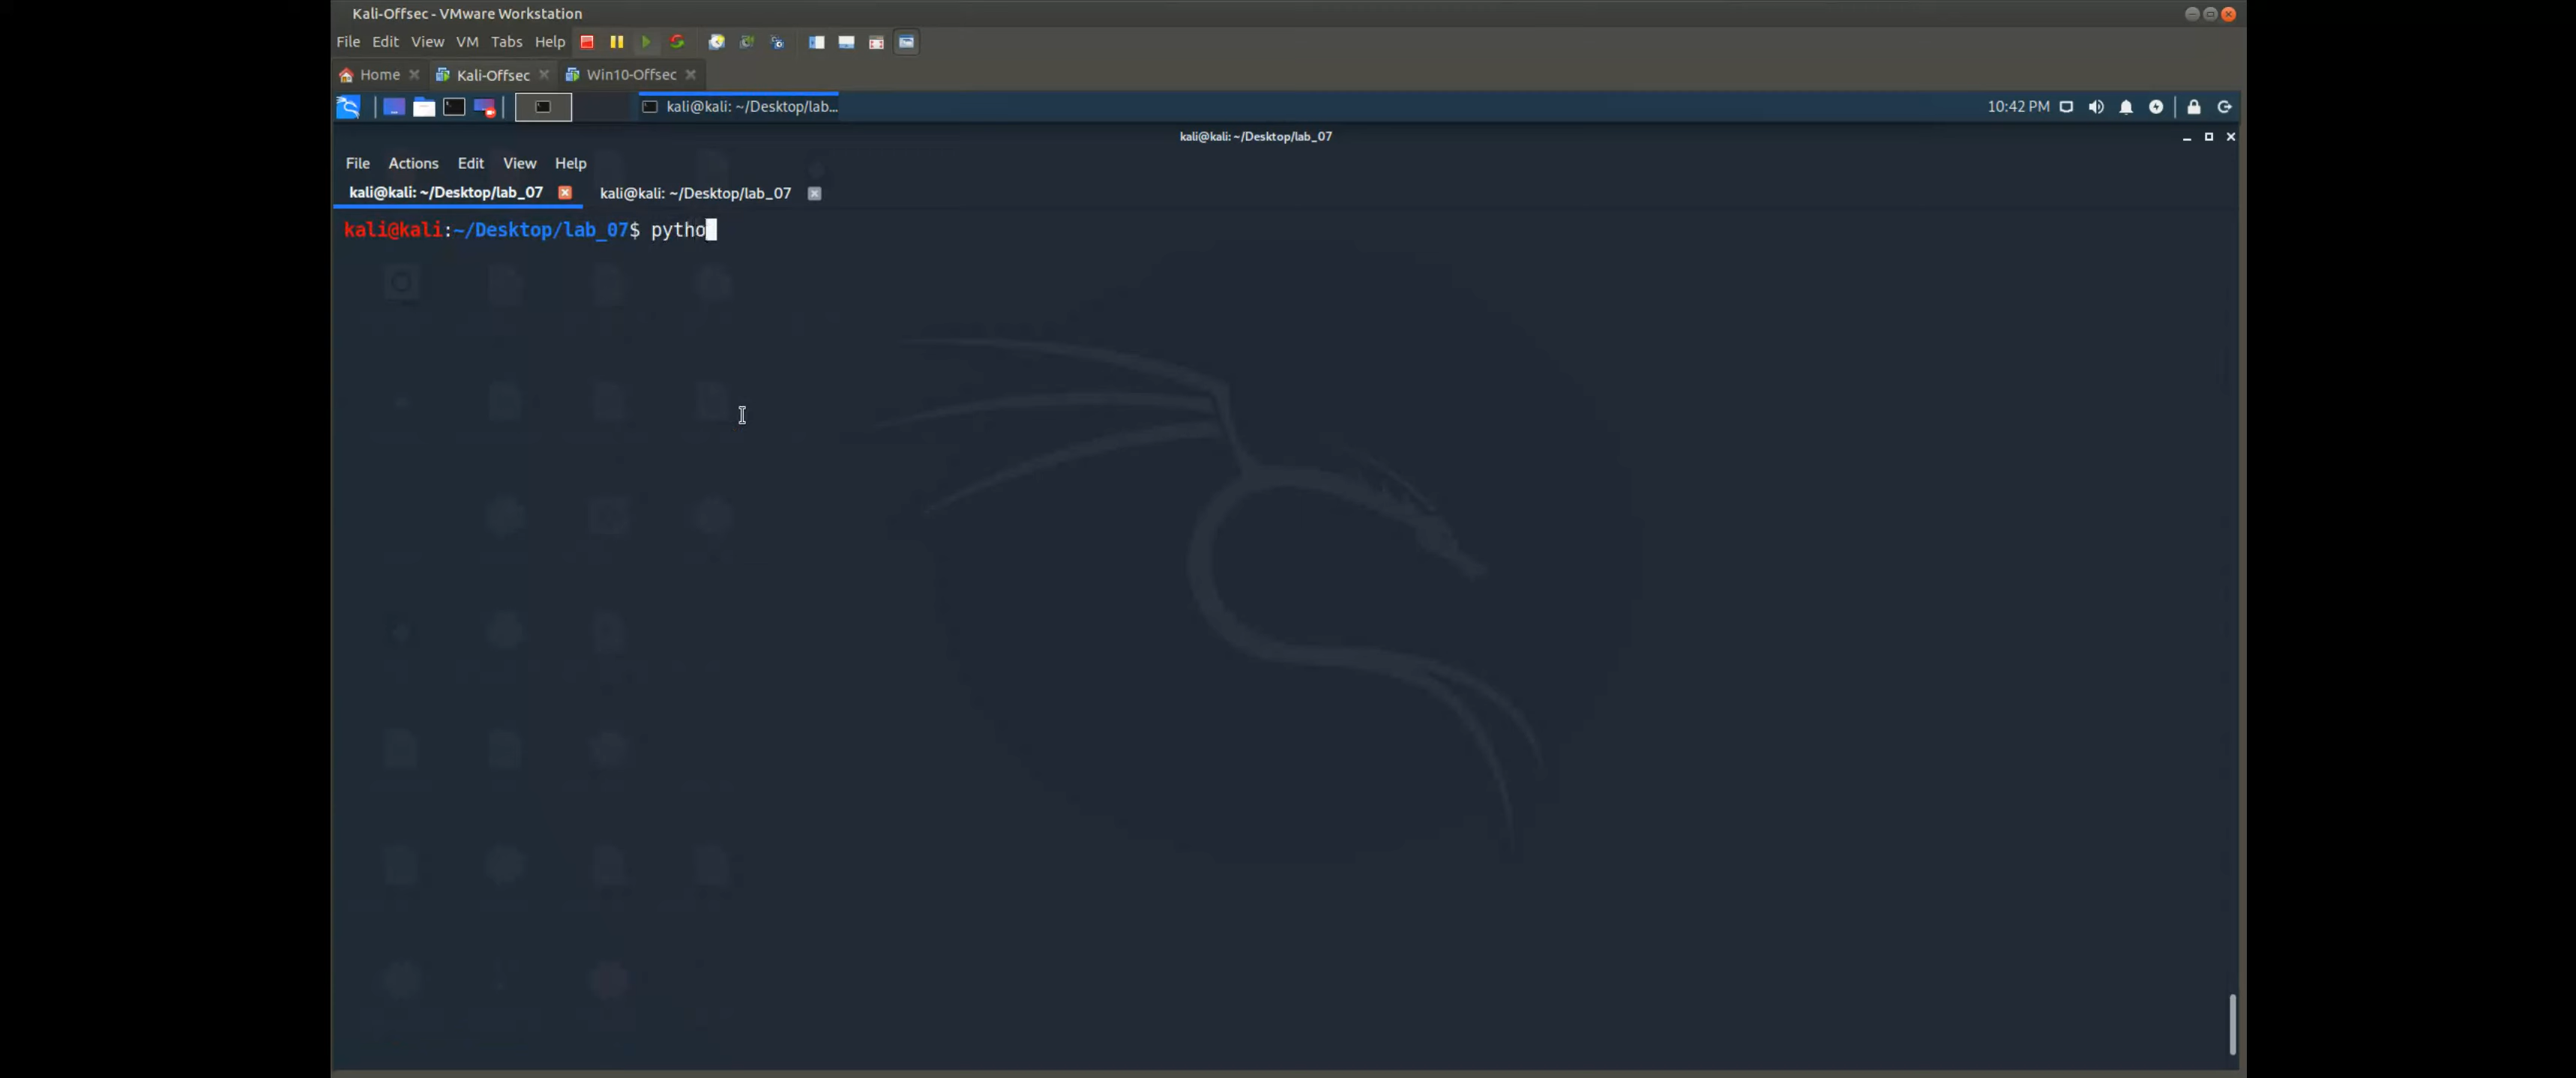 Kali-Offsec - VMware Workstation
File Edit View VM Tabs Help
Home Kali-Offsec Win10-Offsec
kali@kali: ~/Desktop/lab... 10:42 PM
kali@kali: ~/Desktop/lab_07
File Actions Edit View Help
kali@kali: ~/Desktop/lab_07 kali@kali: ~/Desktop/lab_07
kali@kali:~/Desktop/lab_07$ pytho